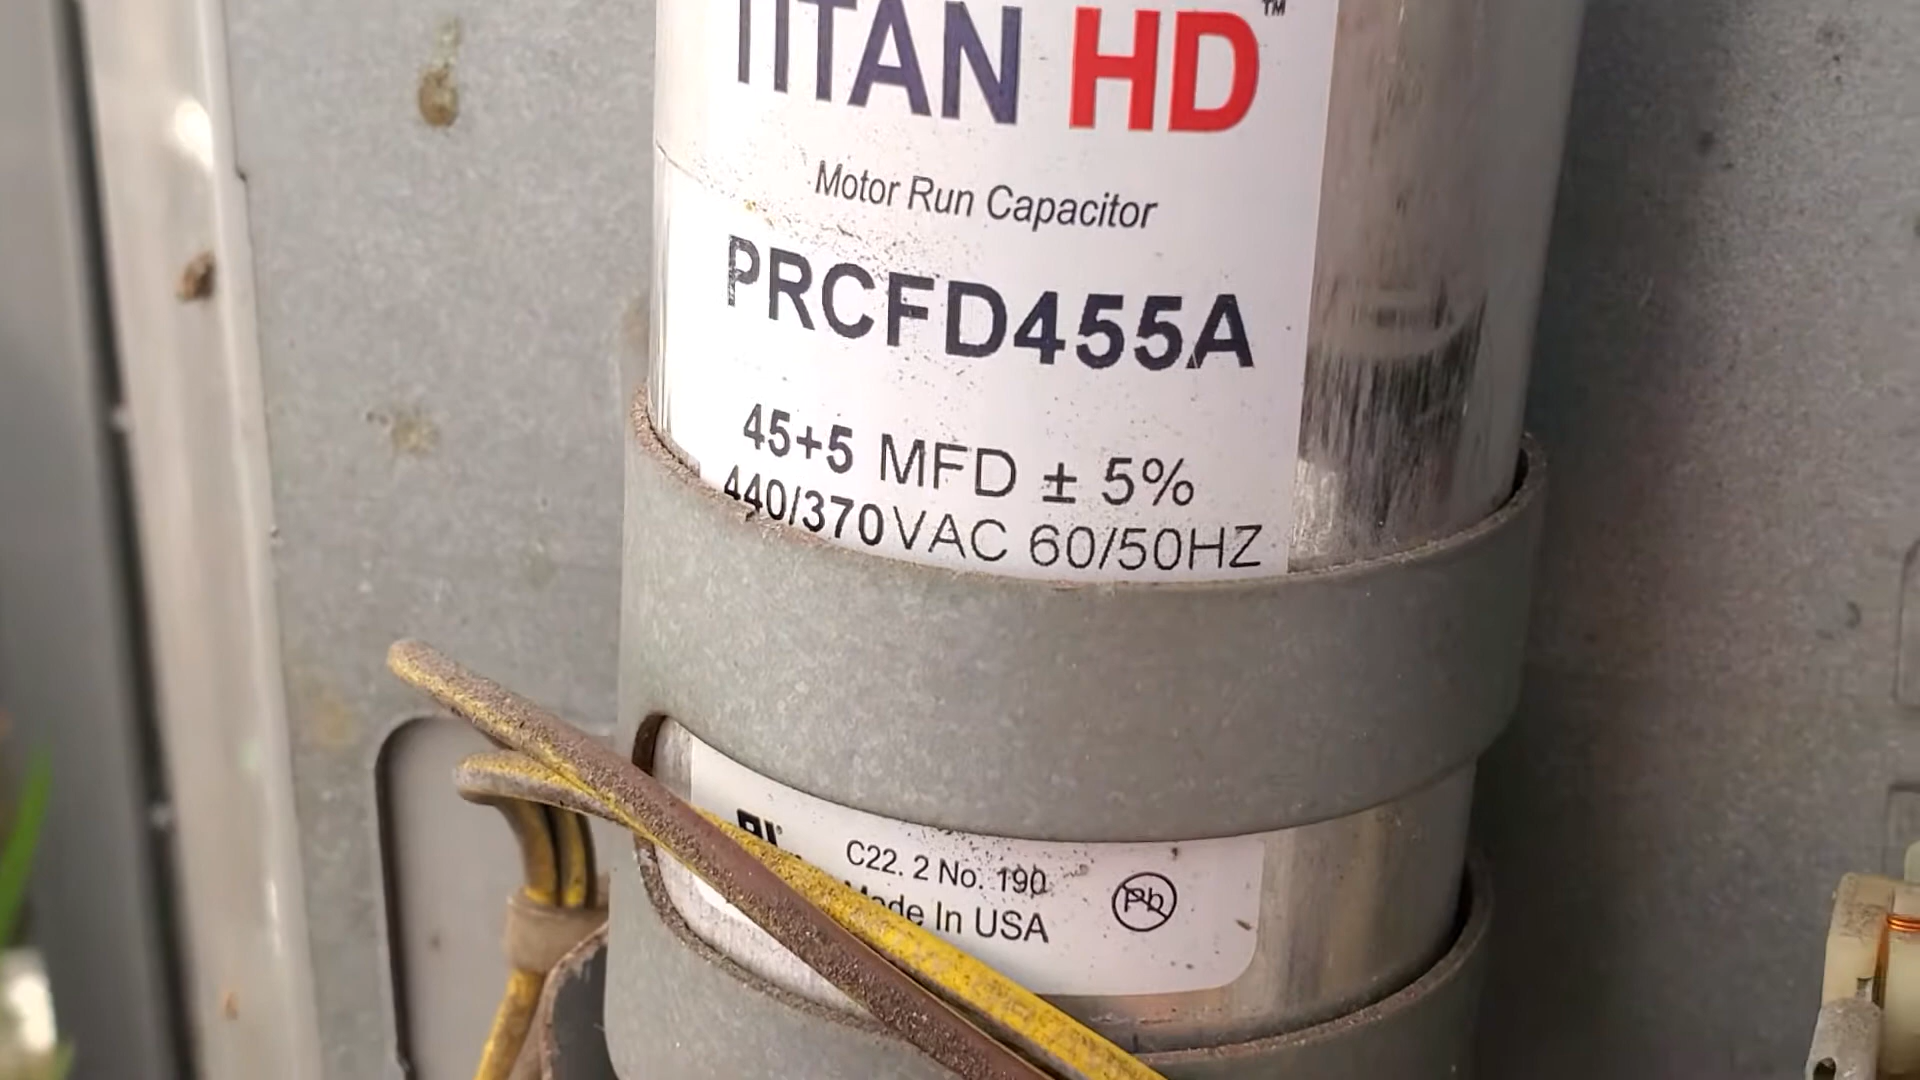 TITAN HD™
Motor Run Capacitor
PRCFD455A
45+5 MFD ± 5%
440/370VAC 60/50HZ
C22. 2 No. 190
Made In USA
Pb